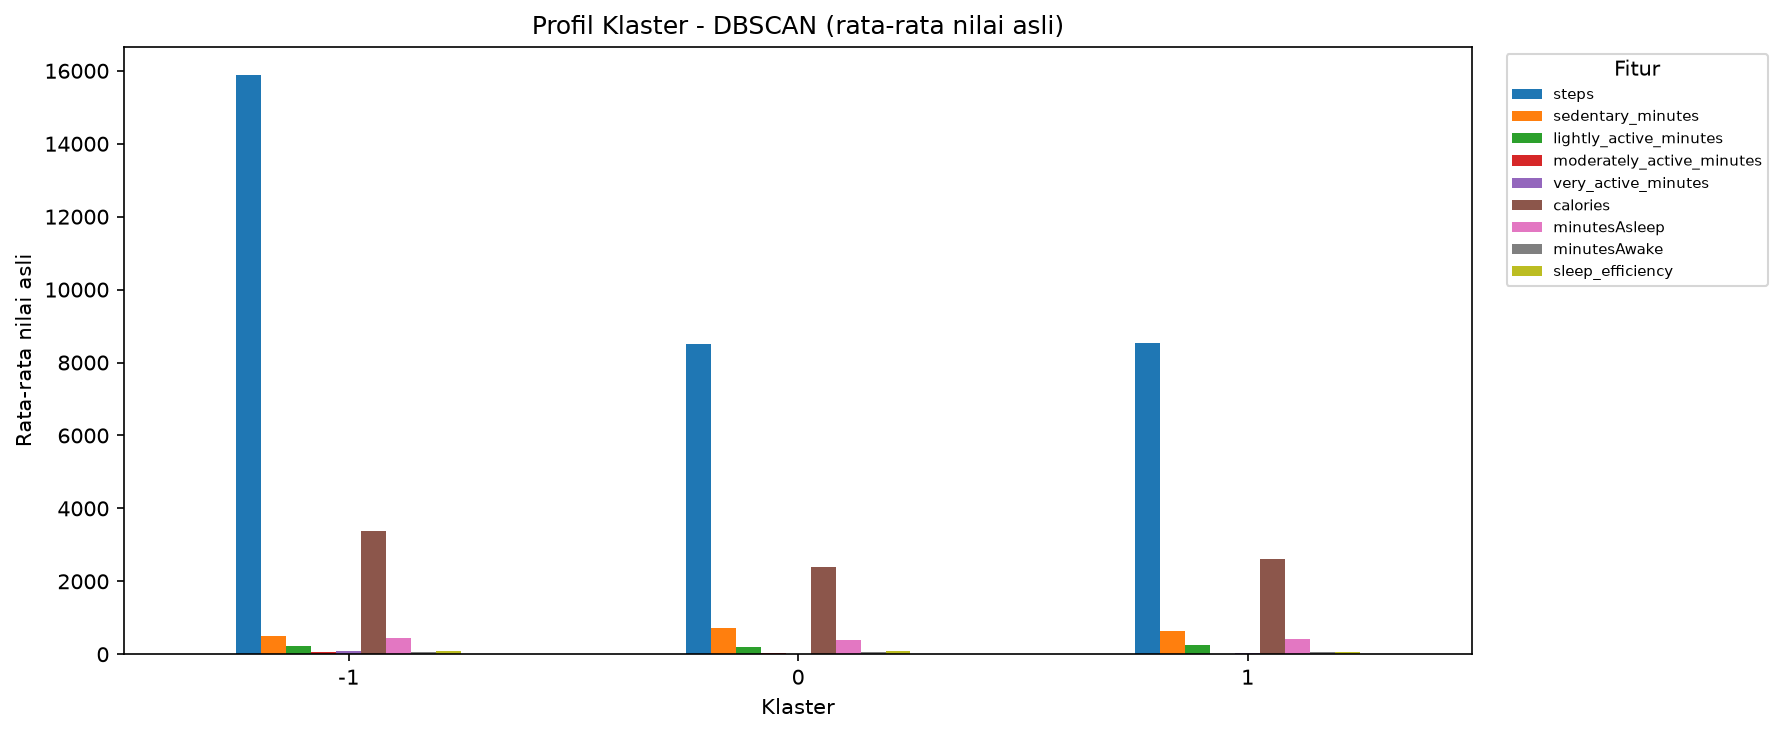 Profil Klaster - DBSCAN (rata-rata nilai asli)
Rata-rata nilai asli
16000
14000
12000
10000
8000
6000
4000
2000
0
-1
0
1
Klaster
Fitur
steps
sedentary_minutes
lightly_active_minutes
moderately_active_minutes
very_active_minutes
calories
minutesAsleep
minutesAwake
sleep_efficiency